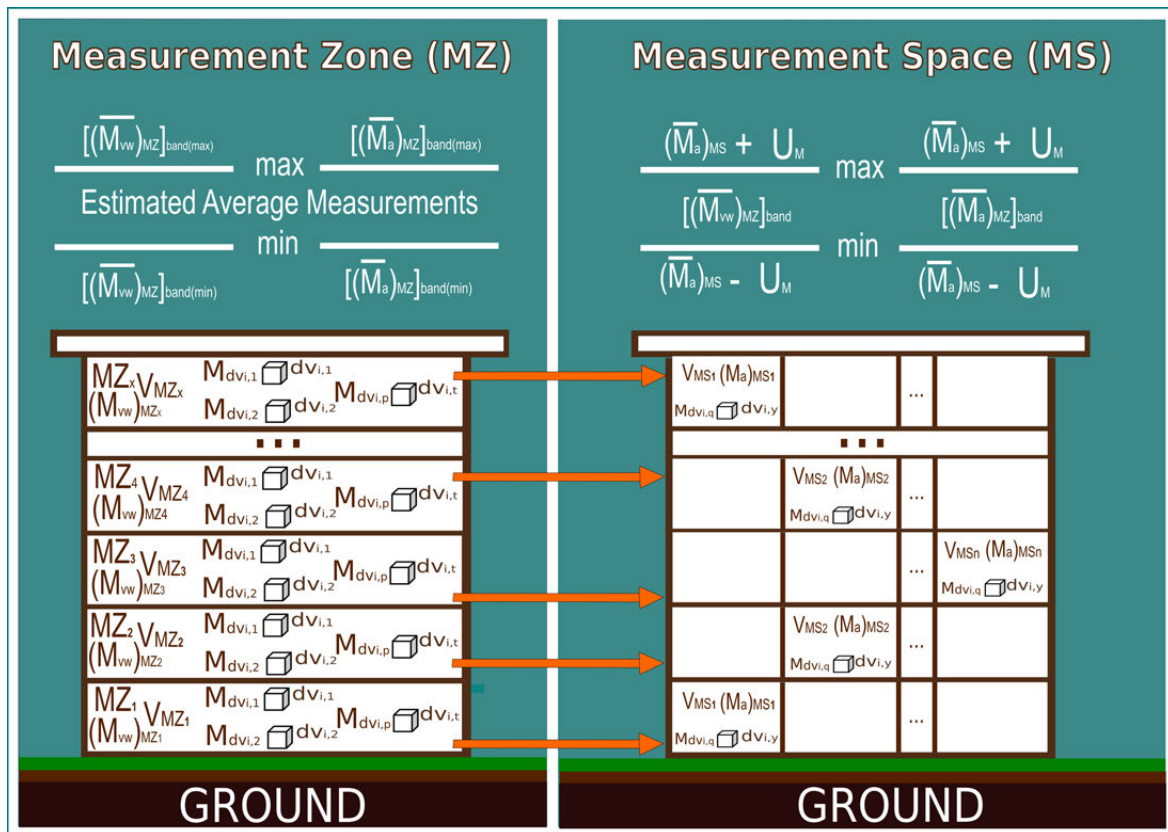 Measurement Zone (MZ)
[(M̅vw)MZ]band(max) max [(M̅a)MZ]band(max)
Estimated Average Measurements
min
[(M̅vw)MZ]band(min) [(M̅a)MZ]band(min)
MZx VMZx Mdvi,1 dvi,1
(Mvw)MZx Mdvi,2 dvi,2 Mdvi,p dvi,t
...
MZ4 VMZ4 Mdvi,1 dvi,1
(Mvw)MZ4 Mdvi,2 dvi,2 Mdvi,p dvi,t
MZ3 VMZ3 Mdvi,1 dvi,1
(Mvw)MZ3 Mdvi,2 dvi,2 Mdvi,p dvi,t
MZ2 VMZ2 Mdvi,1 dvi,1
(Mvw)MZ2 Mdvi,2 dvi,2 Mdvi,p dvi,t
MZ1 VMZ1 Mdvi,1 dvi,1
(Mvw)MZ1 Mdvi,2 dvi,2 Mdvi,p dvi,t
GROUND
Measurement Space (MS)
(M̅a)MS + UM max (M̅a)MS + UM
[(M̅vw)MZ]band [(M̅a)MZ]band
min
(M̅a)MS - UM (M̅a)MS - UM
VMS1 (Ma)MS1 ...
Mdvi,q dvi,y
...
VMS2 (Ma)MS2 ...
Mdvi,q dvi,y
... VMSn (Ma)MSn
Mdvi,q dvi,y
VMS2 (Ma)MS2 ...
Mdvi,q dvi,y
VMS1 (Ma)MS1 ...
Mdvi,q dvi,y
GROUND